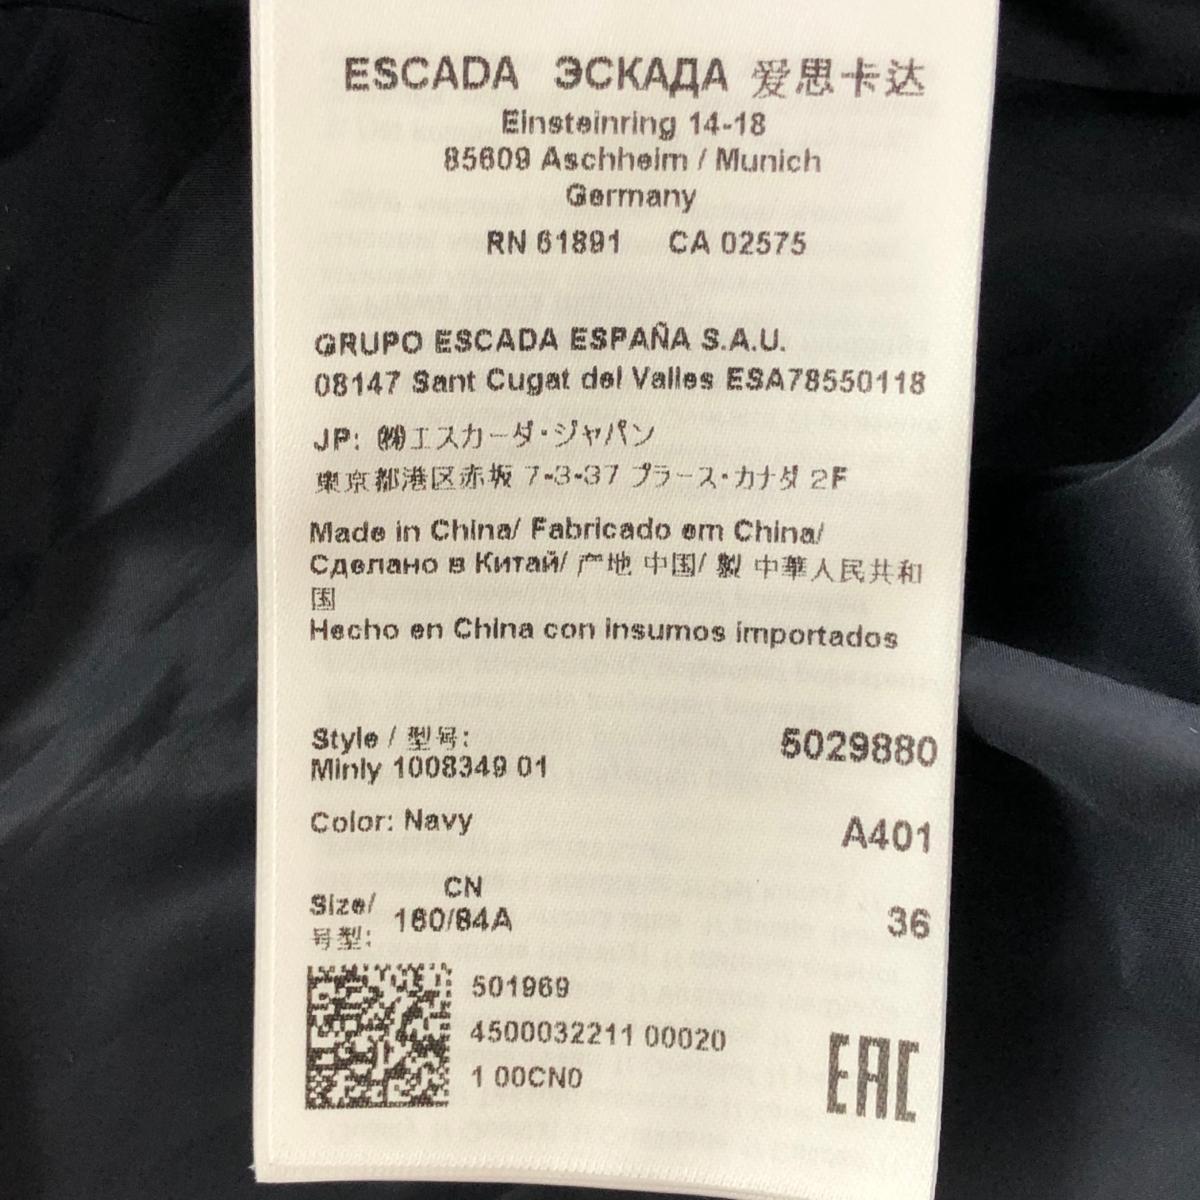 ESCADA ЭСКАДА 爱思卡达
Einsteinring 14-18
85609 Aschheim / Munich
Germany
RN 61891 CA 02575
GRUPO ESCADA ESPAÑA S.A.U.
08147 Sant Cugat del Valles ESA78550118
JP: ㈱エスカーダ・ジャパン
東京都港区赤坂 7-3-37 プラース・カナダ 2F
Made in China/ Fabricado em China/
Сделано в Китай/ 产地 中国/ 製 中華人民共和
国
Hecho en China con insumos importados
Style / 型号: 5029880
Minly 1008349 01
Color: Navy A401
CN
Size/ 160/84A 36
号型:
501969
4500032211 00020
1 00CN0
EAC